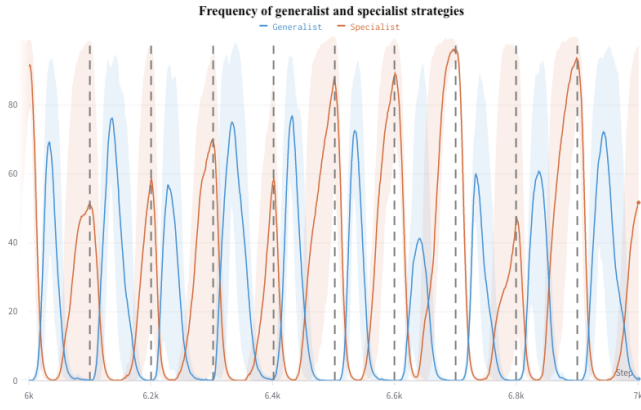 Frequency of generalist and specialist strategies
Generalist Specialist
80
60
40
20
0
Step
6k 6.2k 6.4k 6.6k 6.8k 7k